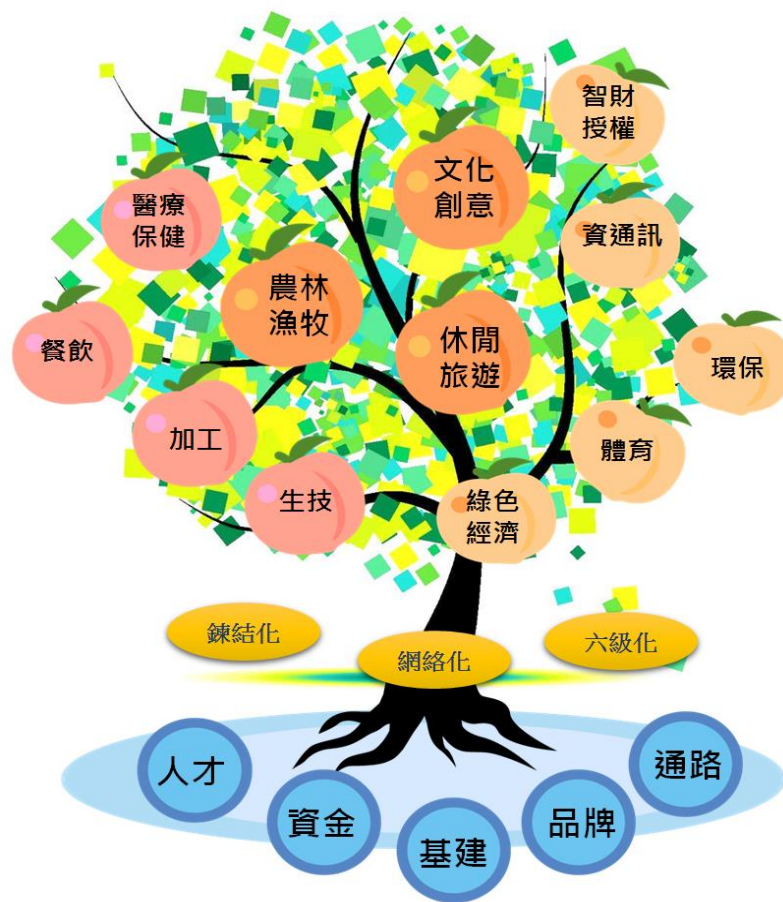 智財
授權
文化
創意
醫療
保健
資通訊
農林
漁牧
休閒
旅遊
餐飲
環保
加工
體育
生技
綠色
經濟
鍊結化
網絡化
六級化
人才
資金
基建
品牌
通路